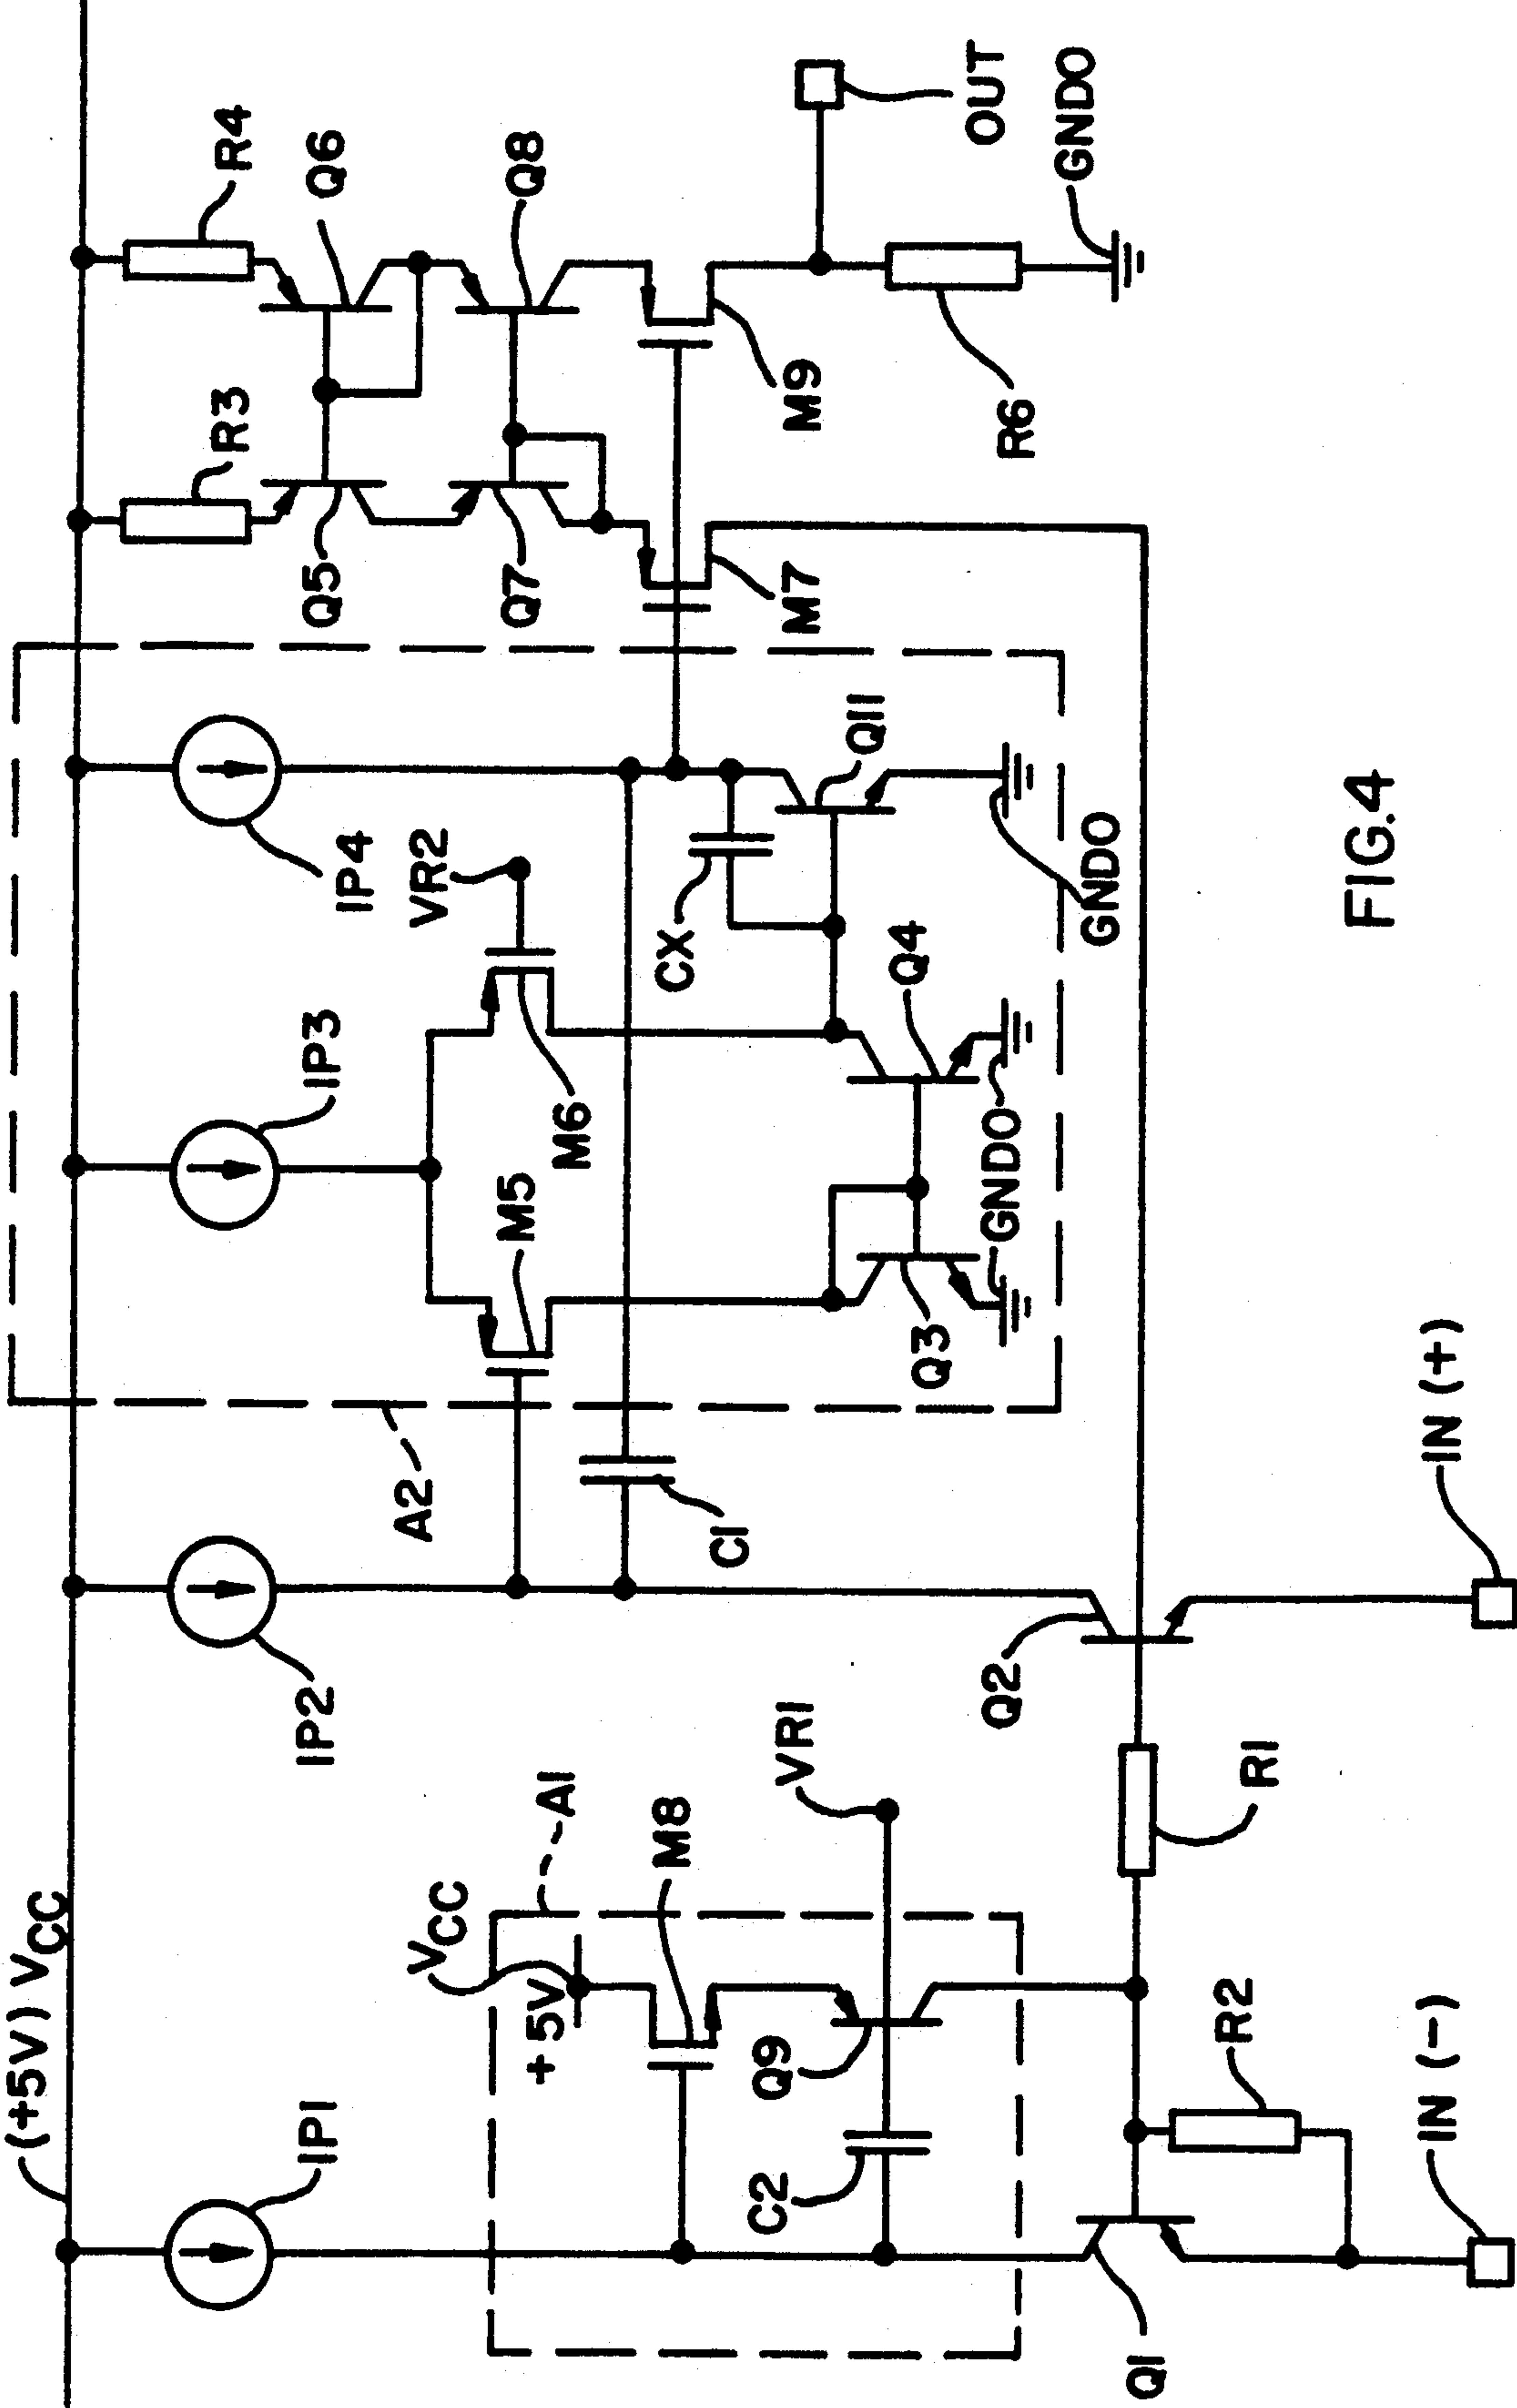 (+5V) VCC
R4
R3
Q6
Q5
Q8
Q7
OUT
GNDO
M9
M7
R6
IP4
IP3
VR2
M6
M5
CX
Q11
Q4
Q3
GNDO
GNDO
A2
C1
IP2
IP1
A1
VCC
+5V
M8
VR1
Q9
C2
Q2
R1
R2
Q1
IN (+)
IN (-)
FIG.4